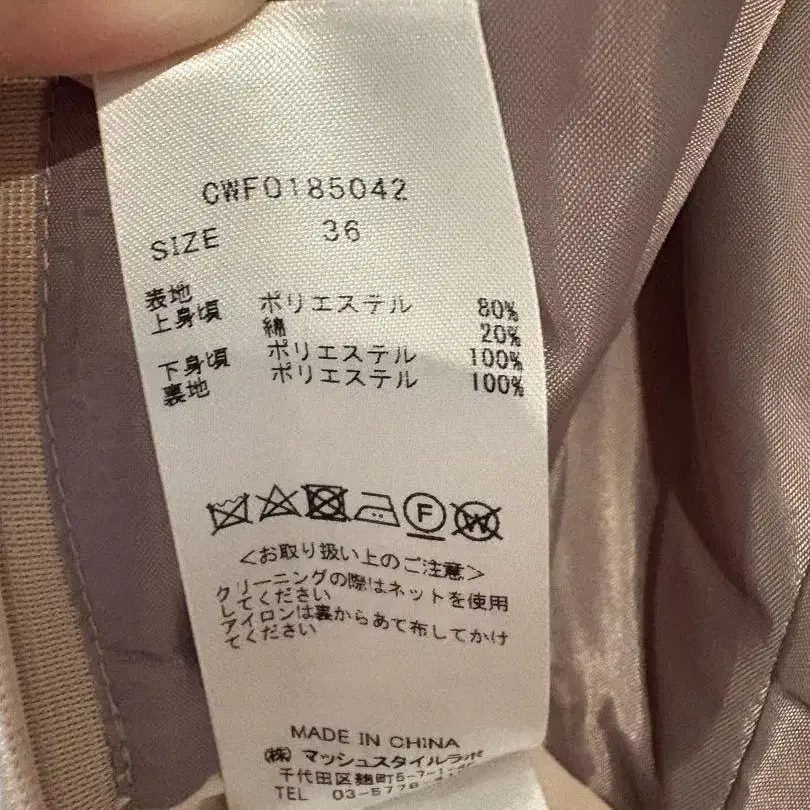 CWF0185042
SIZE 36
表地
上身頃 ポリエステル 80%
綿 20%
下身頃 ポリエステル 100%
裏地 ポリエステル 100%
F W
<お取り扱い上のご注意>
クリーニングの際はネットを使用
してください
アイロンは裏からあて布してかけ
てください
MADE IN CHINA
(株)マッシュスタイルラボ
千代田区麹町5-7-1
TEL 03-5778